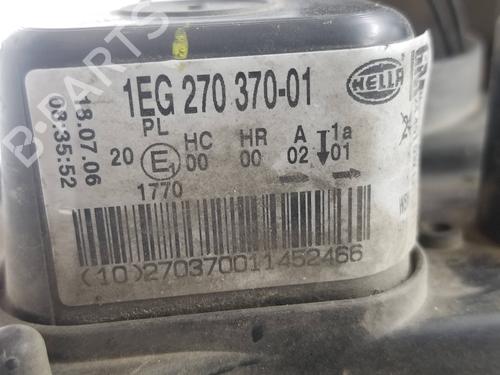 1EG 270 370-01
HELLA
PL
HC HR A 1a
20 E1 00 00 02 01
1770
18.07.06
03:35:52
(10)270370011452466
B-PARTS